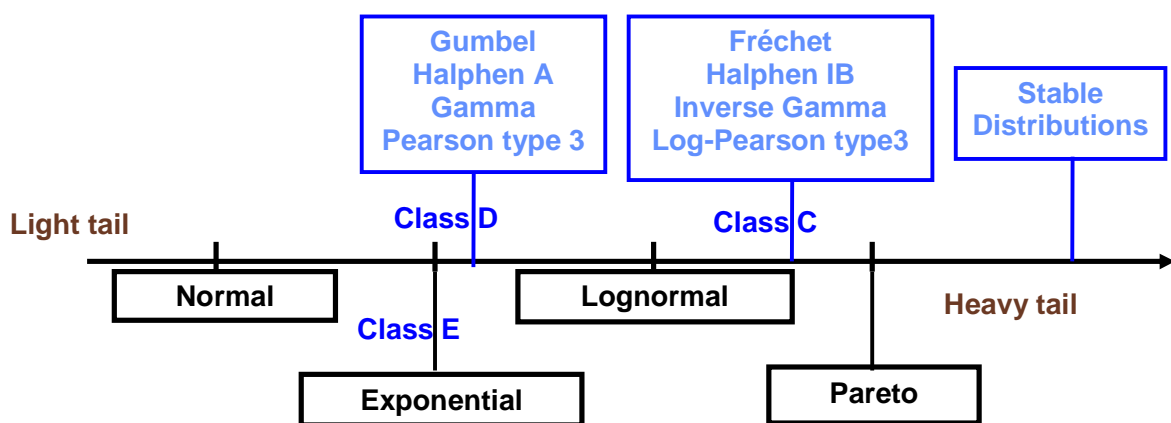 Gumbel
Halphen A
Gamma
Pearson type 3
Fréchet
Halphen IB
Inverse Gamma
Log-Pearson type3
Stable
Distributions
Light tail
Class D
Class C
Normal
Lognormal
Heavy tail
Class E
Exponential
Pareto